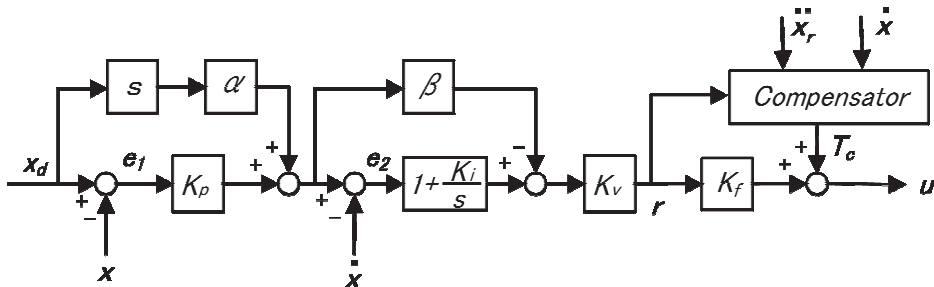 ẍr ẋ
s α β Compensator
xd e1 + + e2 + − Tc
+ − Kp + + − 1+ Ki/s + Kv r Kf + + u
x ẋ